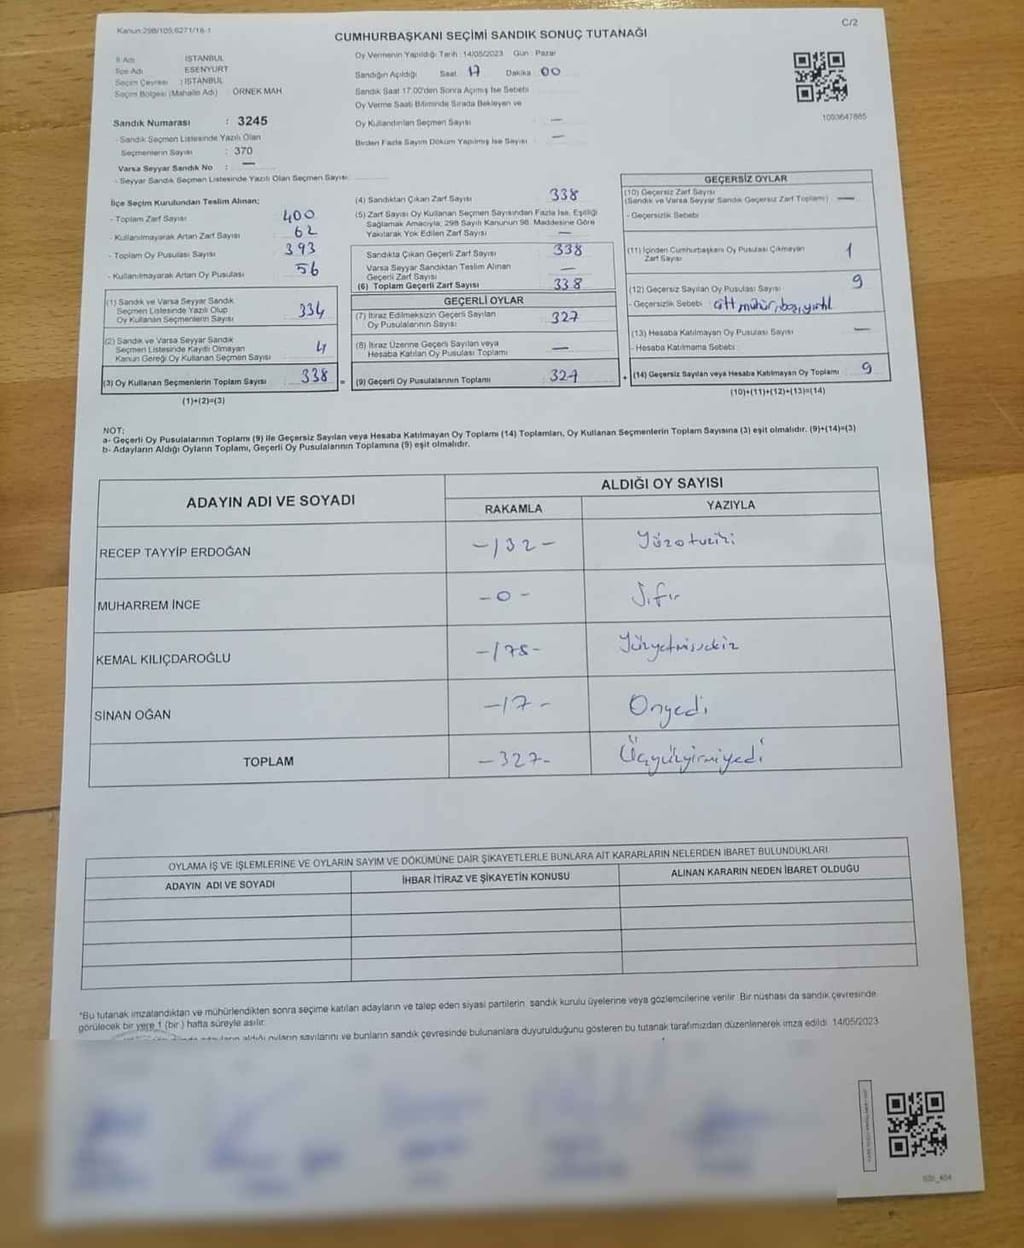 Kanun:298/105,6271/18-1
C/2
CUMHURBAŞKANI SEÇİMİ SANDIK SONUÇ TUTANAĞI
İl Adı İSTANBUL
İlçe Adı ESENYURT
Seçim Çevresi : İSTANBUL
Seçim Bölgesi (Mahalle Adı) : ÖRNEK MAH
Sandık Numarası : 3245
- Sandık Seçmen Listesinde Yazılı Olan
Seçmenlerin Sayısı : 370
Varsa Seyyar Sandık No : —
- Seyyar Sandık Seçmen Listesinde Yazılı Olan Seçmen Sayısı:
Oy Vermenin Yapıldığı Tarih :14/05/2023 Gün : Pazar
Sandığın Açıldığı Saat 17 Dakika 00
Sandık Saat 17.00'den Sonra Açımış İse Sebebi
Oy Verme Saati Bitiminde Sırada Bekleyen ve
Oy Kullandırılan Seçmen Sayısı : —
Birden Fazla Sayım Döküm Yapılmış İse Sayısı : —
1093647865
İlçe Seçim Kurulundan Teslim Alınan;
- Toplam Zarf Sayısı 400
- Kullanılmayarak Artan Zarf Sayısı 62
- Toplam Oy Pusulası Sayısı 393
- Kullanılmayarak Artan Oy Pusulası 56
(1) Sandık ve Varsa Seyyar Sandık
Seçmen Listesinde Yazılı Olup
Oy Kullanan Seçmenlerin Sayısı 334
(2) Sandık ve Varsa Seyyar Sandık
Seçmen Listesinde Kayıtlı Olmayan
Kanun Gereği Oy Kullanan Seçmen Sayısı 4
(3) Oy Kullanan Seçmenlerin Toplam Sayısı 338 =
(1)+(2)=(3)
(4) Sandıktan Çıkan Zarf Sayısı 338
(5) Zarf Sayısı Oy Kullanan Seçmen Sayısından Fazla İse, Eşitliği
Sağlamak Amacıyla; 298 Sayılı Kanunun 98. Maddesine Göre
Yakılarak Yok Edilen Zarf Sayısı —
Sandıkta Çıkan Geçerli Zarf Sayısı 338
Varsa Seyyar Sandıktan Teslim Alınan
Geçerli Zarf Sayısı —
(6) Toplam Geçerli Zarf Sayısı 338
GEÇERLİ OYLAR
(7) İtiraz Edilmeksizin Geçerli Sayılan
Oy Pusulalarının Sayısı 327
(8) İtiraz Üzerine Geçerli Sayılan veya
Hesaba Katılan Oy Pusulası Toplamı —
(9) Geçerli Oy Pusulalarının Toplamı 327 +
GEÇERSİZ OYLAR
(10) Geçersiz Zarf Sayısı
(Sandık ve Varsa Seyyar Sandık Geçersiz Zarf Toplamı) : —
- Geçersizlik Sebebi
(11) İçinden Cumhurbaşkanı Oy Pusulası Çıkmayan
Zarf Sayısı 1
(12) Geçersiz Sayılan Oy Pusulası Sayısı 9
- Geçersizlik Sebebi : çift mühür, boş, yırtık
(13) Hesaba Katılmayan Oy Pusulası Sayısı —
- Hesaba Katılmama Sebebi
(14) Geçersiz Sayılan veya Hesaba Katılmayan Oy Toplamı 9
(10)+(11)+(12)+(13)=(14)
NOT:
a- Geçerli Oy Pusulalarının Toplamı (9) ile Geçersiz Sayılan veya Hesaba Katılmayan Oy Toplamı (14) Toplamları, Oy Kullanan Seçmenlerin Toplam Sayısına (3) eşit olmalıdır. (9)+(14)=(3)
b- Adayların Aldığı Oyların Toplamı, Geçerli Oy Pusulalarının Toplamına (9) eşit olmalıdır.
ADAYIN ADI VE SOYADI
ALDIĞI OY SAYISI
RAKAMLA YAZIYLA
RECEP TAYYİP ERDOĞAN -132- Yüzotuziki
MUHARREM İNCE -0- Sıfır
KEMAL KILIÇDAROĞLU -178- Yüzyetmişsekiz
SİNAN OĞAN -17- Onyedi
TOPLAM -327- Üçyüzyirmiyedi
OYLAMA İŞ VE İŞLEMLERİNE VE OYLARIN SAYIM VE DÖKÜMÜNE DAİR ŞİKAYETLERLE BUNLARA AİT KARARLARIN NELERDEN İBARET BULUNDUKLARI
ADAYIN ADI VE SOYADI İHBAR İTİRAZ VE ŞİKAYETİN KONUSU ALINAN KARARIN NEDEN İBARET OLDUĞU
*Bu tutanak imzalandıktan ve mühürlendikten sonra seçime katılan adayların ve talep eden siyasi partilerin, sandık kurulu üyelerine veya gözlemcilerine verilir. Bir nüshası da sandık çevresinde
görülecek bir yere 1 (bir) hafta süreyle asılır.
adayların aldığı oyların sayılarını ve bunların sandık çevresinde bulunanlara duyurulduğunu gösteren bu tutanak tarafımızdan düzenlenerek imza edildi. 14/05/2023